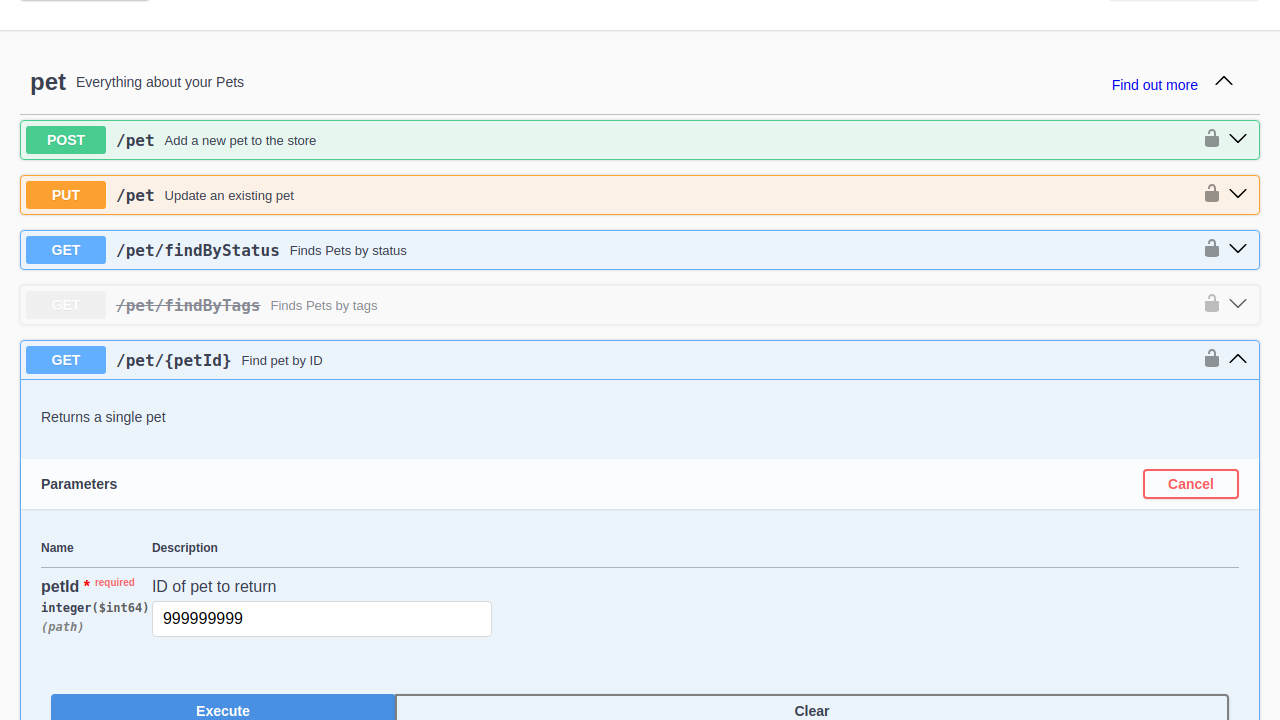 pet Everything about your Pets Find out more
POST /pet Add a new pet to the store
PUT /pet Update an existing pet
GET /pet/findByStatus Finds Pets by status
GET /pet/findByTags Finds Pets by tags
GET /pet/{petId} Find pet by ID
Returns a single pet
Parameters Cancel
Name Description
petId * required ID of pet to return
integer($int64) 999999999
(path)
Execute Clear